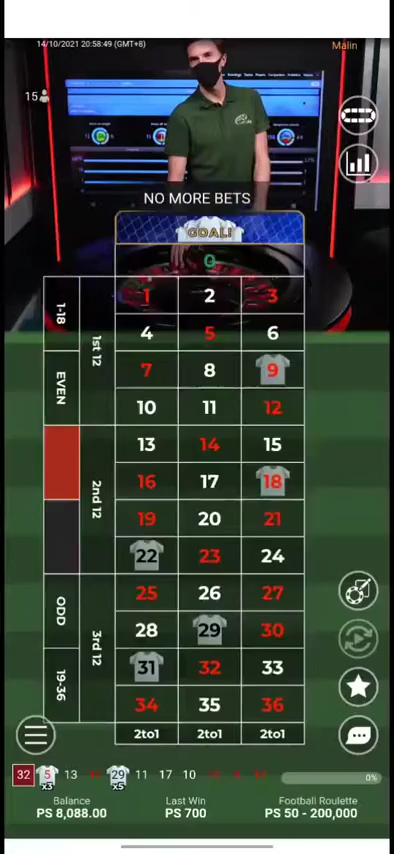 14/10/2021 20:58:49 (GMT+8)
Malin
15
NO MORE BETS
GOAL!
0
1-18
1st 12
1 2 3
4 5 6
EVEN
7 8 9
10 11 12
2nd 12
13 14 15
16 17 18
19 20 21
22 23 24
ODD
3rd 12
25 26 27
28 29 30
19-36
31 32 33
34 35 36
2to1 2to1 2to1
32 5 13 29 11 17 10
x3 x5
0%
Balance Last Win Football Roulette
PS 8,088.00 PS 700 PS 50 - 200,000